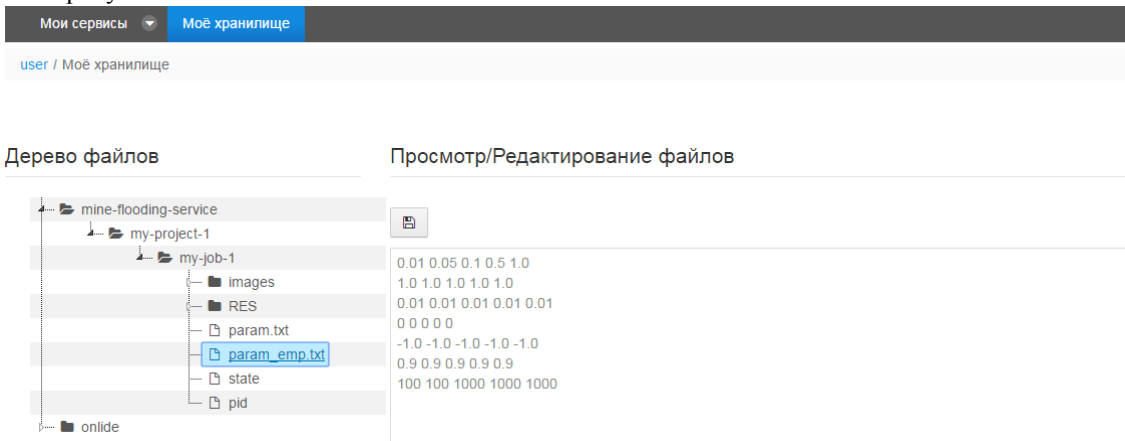 Мои сервисы Моё хранилище
user / Моё хранилище
Дерево файлов
mine-flooding-service
my-project-1
my-job-1
images
RES
param.txt
param_emp.txt
state
pid
onlide
Просмотр/Редактирование файлов
0.01 0.05 0.1 0.5 1.0
1.0 1.0 1.0 1.0 1.0
0.01 0.01 0.01 0.01 0.01
0 0 0 0 0
-1.0 -1.0 -1.0 -1.0 -1.0
0.9 0.9 0.9 0.9 0.9
100 100 1000 1000 1000